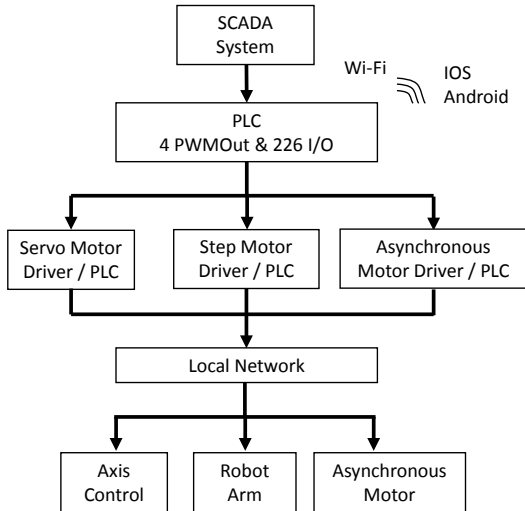 SCADA
System
Wi-Fi
IOS
Android
PLC
4 PWMOut & 226 I/O
Servo Motor
Driver / PLC
Step Motor
Driver / PLC
Asynchronous
Motor Driver / PLC
Local Network
Axis
Control
Robot
Arm
Asynchronous
Motor